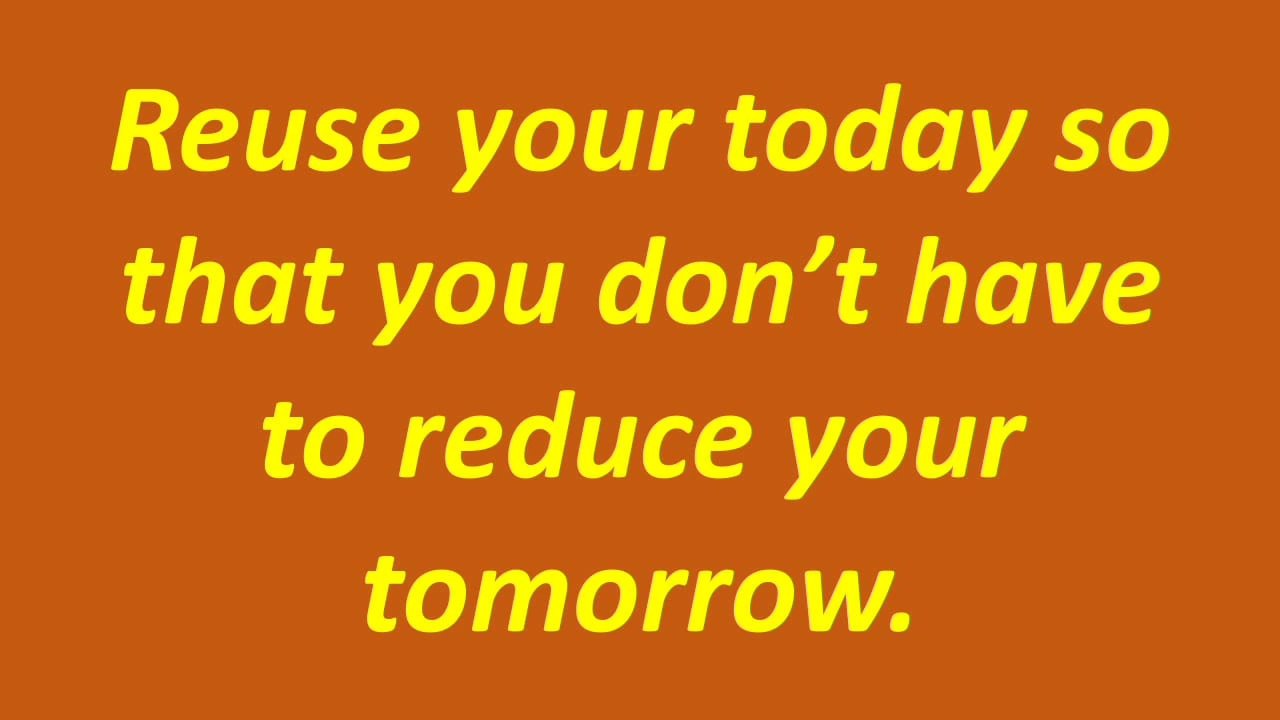 Reuse your today so
that you don’t have
to reduce your
tomorrow.